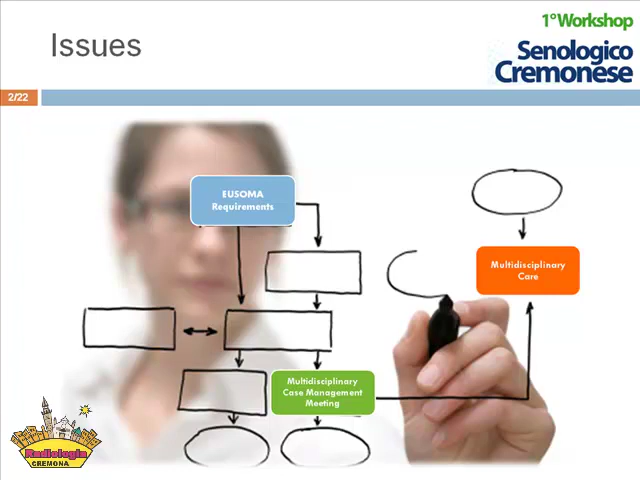 1°Workshop
Issues
Senologico
Cremonese
2/22
EUSOMA
Requirements
Multidisciplinary
Care
Multidisciplinary
Case Management
Meeting
Radiologia
CREMONA